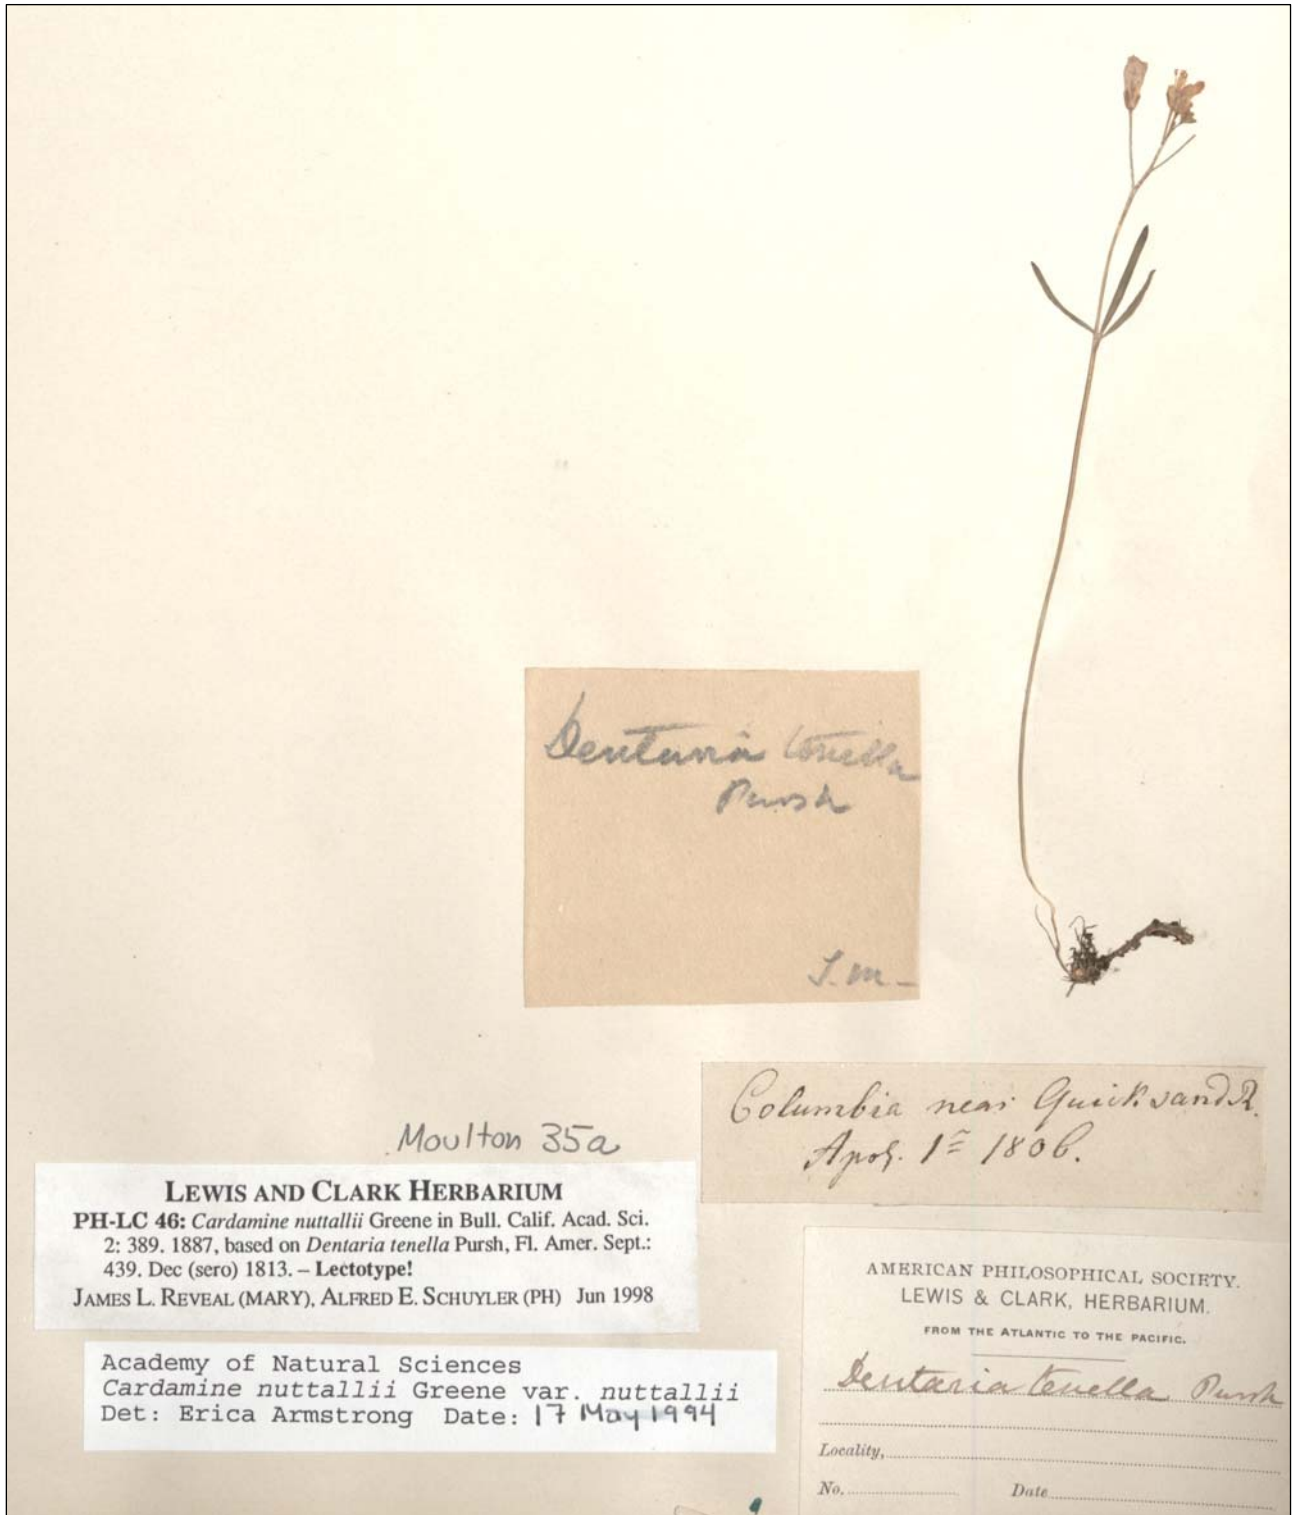 Dentaria tenella
Pursh
T. M. -
Columbia near Quicksand R.
Apol. 1st 1806.
Moulton 35a
LEWIS AND CLARK HERBARIUM
PH-LC 46: Cardamine nuttallii Greene in Bull. Calif. Acad. Sci.
2: 389. 1887, based on Dentaria tenella Pursh, Fl. Amer. Sept.:
439. Dec (sero) 1813. – Lectotype!
JAMES L. REVEAL (MARY), ALFRED E. SCHUYLER (PH) Jun 1998
Academy of Natural Sciences
Cardamine nuttallii Greene var. nuttallii
Det: Erica Armstrong Date: 17 May 1994
AMERICAN PHILOSOPHICAL SOCIETY.
LEWIS & CLARK, HERBARIUM.
FROM THE ATLANTIC TO THE PACIFIC.
Dentaria tenella Pursh
Locality,
No. Date